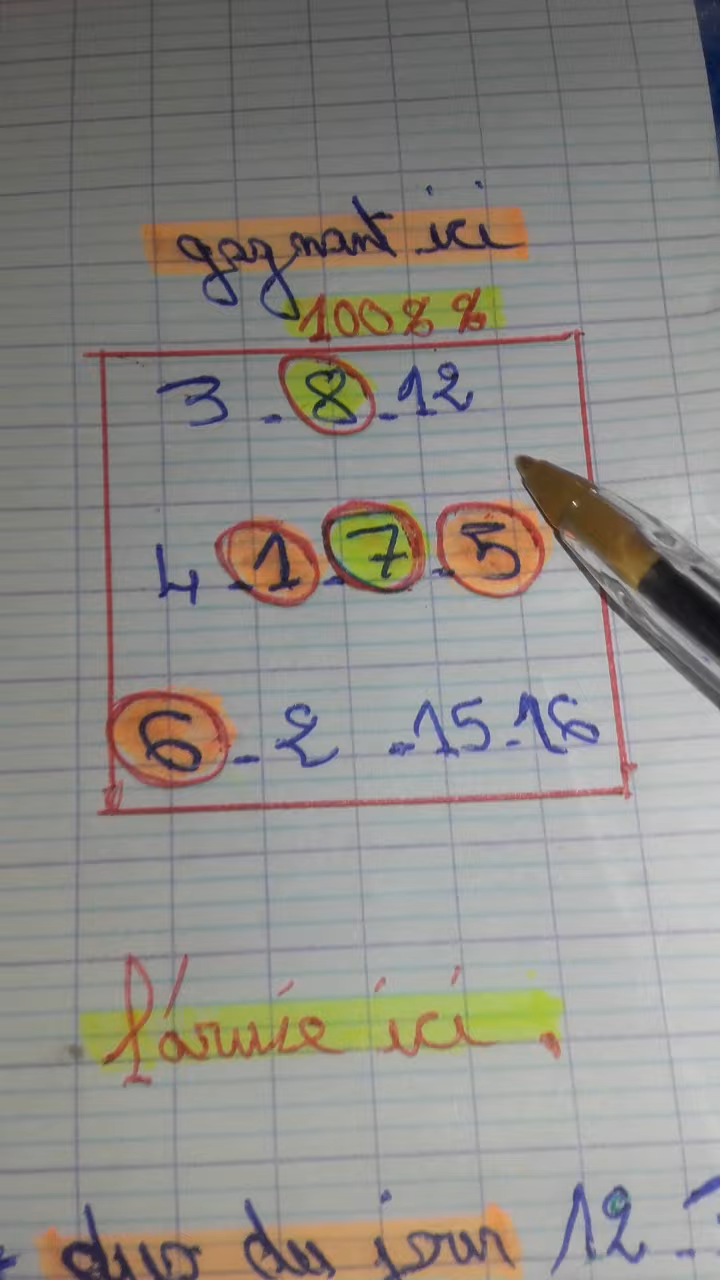 gagnant ici
100%%
3 - 8 - 12
4 - 1 - 7 - 5
6 - 2 - 15 - 16
ici .
duo du jour 12 -